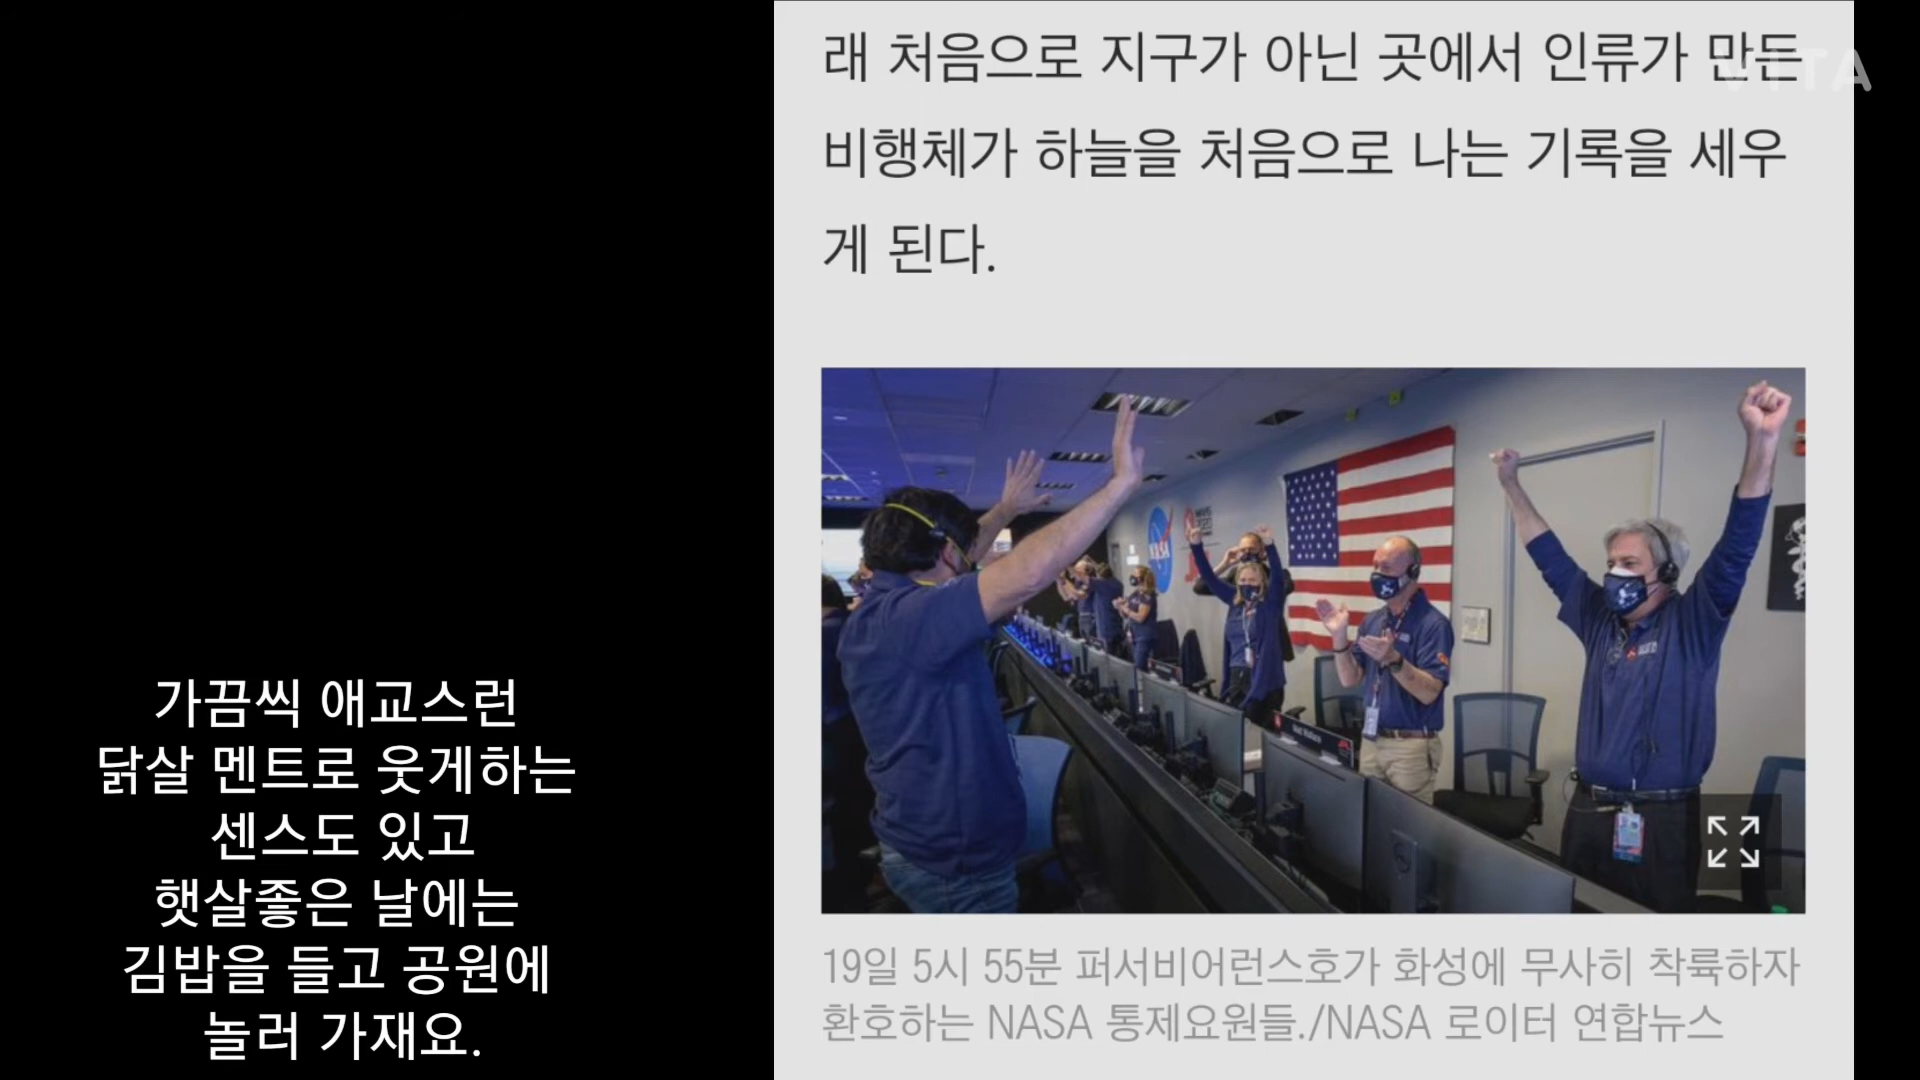 가끔씩 애교스런
닭살 멘트로 웃게하는
센스도 있고
햇살좋은 날에는
김밥을 들고 공원에
놀러 가재요.
래 처음으로 지구가 아닌 곳에서 인류가 만든
비행체가 하늘을 처음으로 나는 기록을 세우
게 된다.
VITA
NASA
MARS
19일 5시 55분 퍼서비어런스호가 화성에 무사히 착륙하자
환호하는 NASA 통제요원들./NASA 로이터 연합뉴스